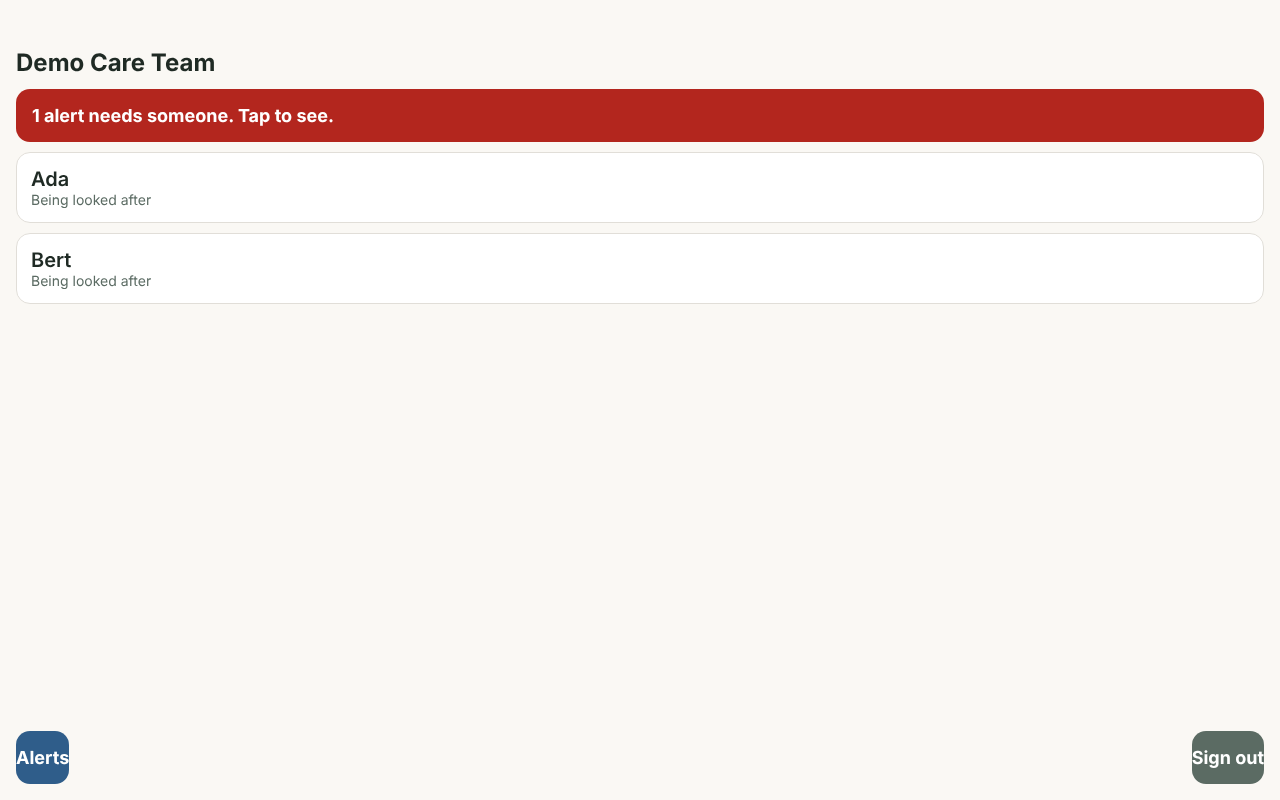 Demo Care Team
1 alert needs someone. Tap to see.
Ada
Being looked after
Bert
Being looked after
Alerts
Sign out